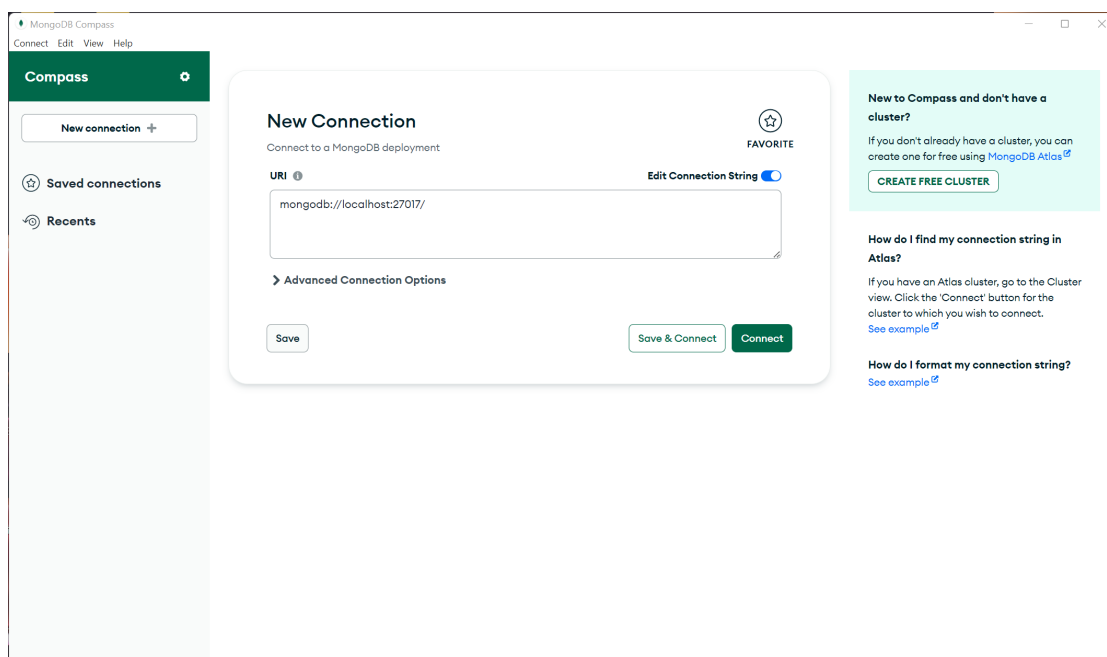 MongoDB Compass
Connect Edit View Help
Compass
New connection
Saved connections
Recents
New Connection
Connect to a MongoDB deployment
FAVORITE
URI
Edit Connection String
mongodb://localhost:27017/
Advanced Connection Options
Save
Save & Connect
Connect
New to Compass and don't have a
cluster?
If you don't already have a cluster, you can
create one for free using MongoDB Atlas
CREATE FREE CLUSTER
How do I find my connection string in
Atlas?
If you have an Atlas cluster, go to the Cluster
view. Click the 'Connect' button for the
cluster to which you wish to connect.
See example
How do I format my connection string?
See example